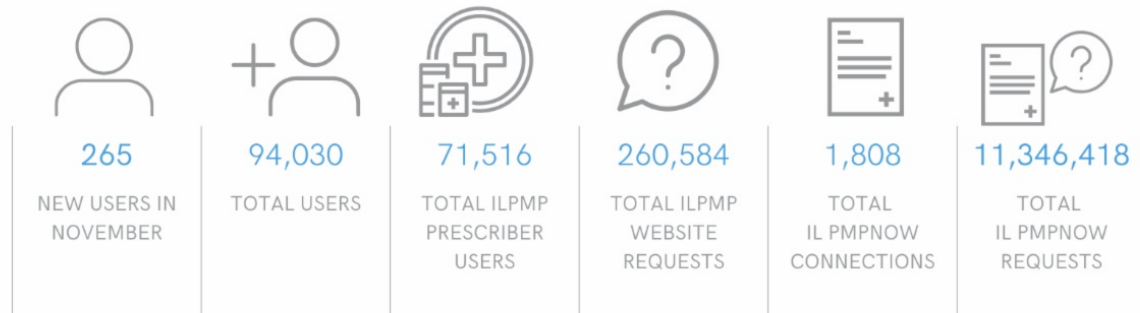 265
NEW USERS IN
NOVEMBER
94,030
TOTAL USERS
71,516
TOTAL ILPMP
PRESCRIBER
USERS
260,584
TOTAL ILPMP
WEBSITE
REQUESTS
1,808
TOTAL
IL PMPNOW
CONNECTIONS
11,346,418
TOTAL
IL PMPNOW
REQUESTS